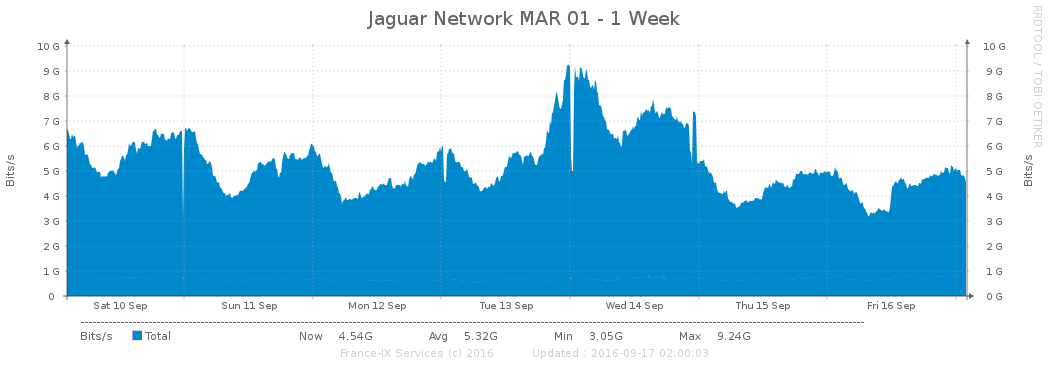 Jaguar Network MAR 01 - 1 Week
RRDTOOL / TOBI OETIKER
Bits/s
10 G
9 G
8 G
7 G
6 G
5 G
4 G
3 G
2 G
1 G
0
10 G
9 G
8 G
7 G
6 G
5 G
4 G
3 G
2 G
1 G
0 G
Bits/s
Sat 10 Sep Sun 11 Sep Mon 12 Sep Tue 13 Sep Wed 14 Sep Thu 15 Sep Fri 16 Sep
Bits/s Total Now 4.54G Avg 5.32G Min 3.05G Max 9.24G
France-IX Services (c) 2016 Updated : 2016-09-17 02:00:03